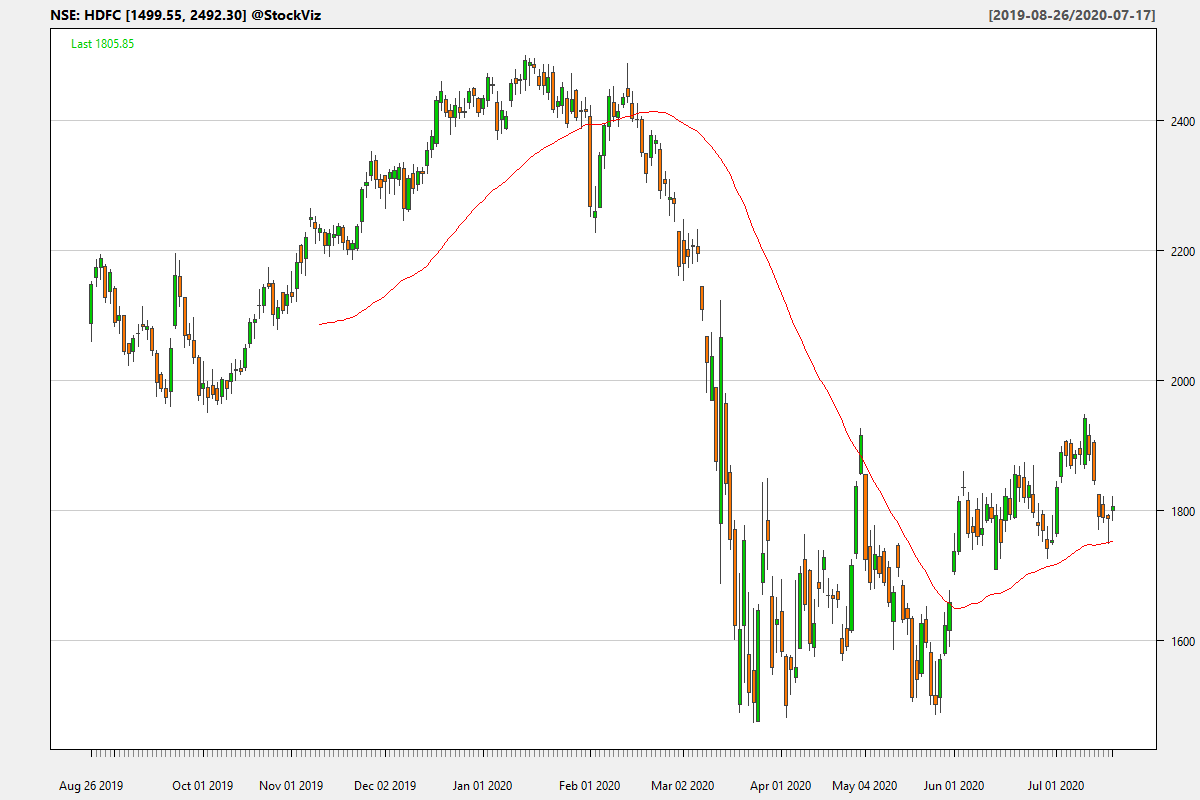 NSE: HDFC [1499.55, 2492.30] @StockViz [2019-08-26/2020-07-17]
Last 1805.85
2400
2200
2000
1800
1600
Aug 26 2019 Oct 01 2019 Nov 01 2019 Dec 02 2019 Jan 01 2020 Feb 01 2020 Mar 02 2020 Apr 01 2020 May 04 2020 Jun 01 2020 Jul 01 2020